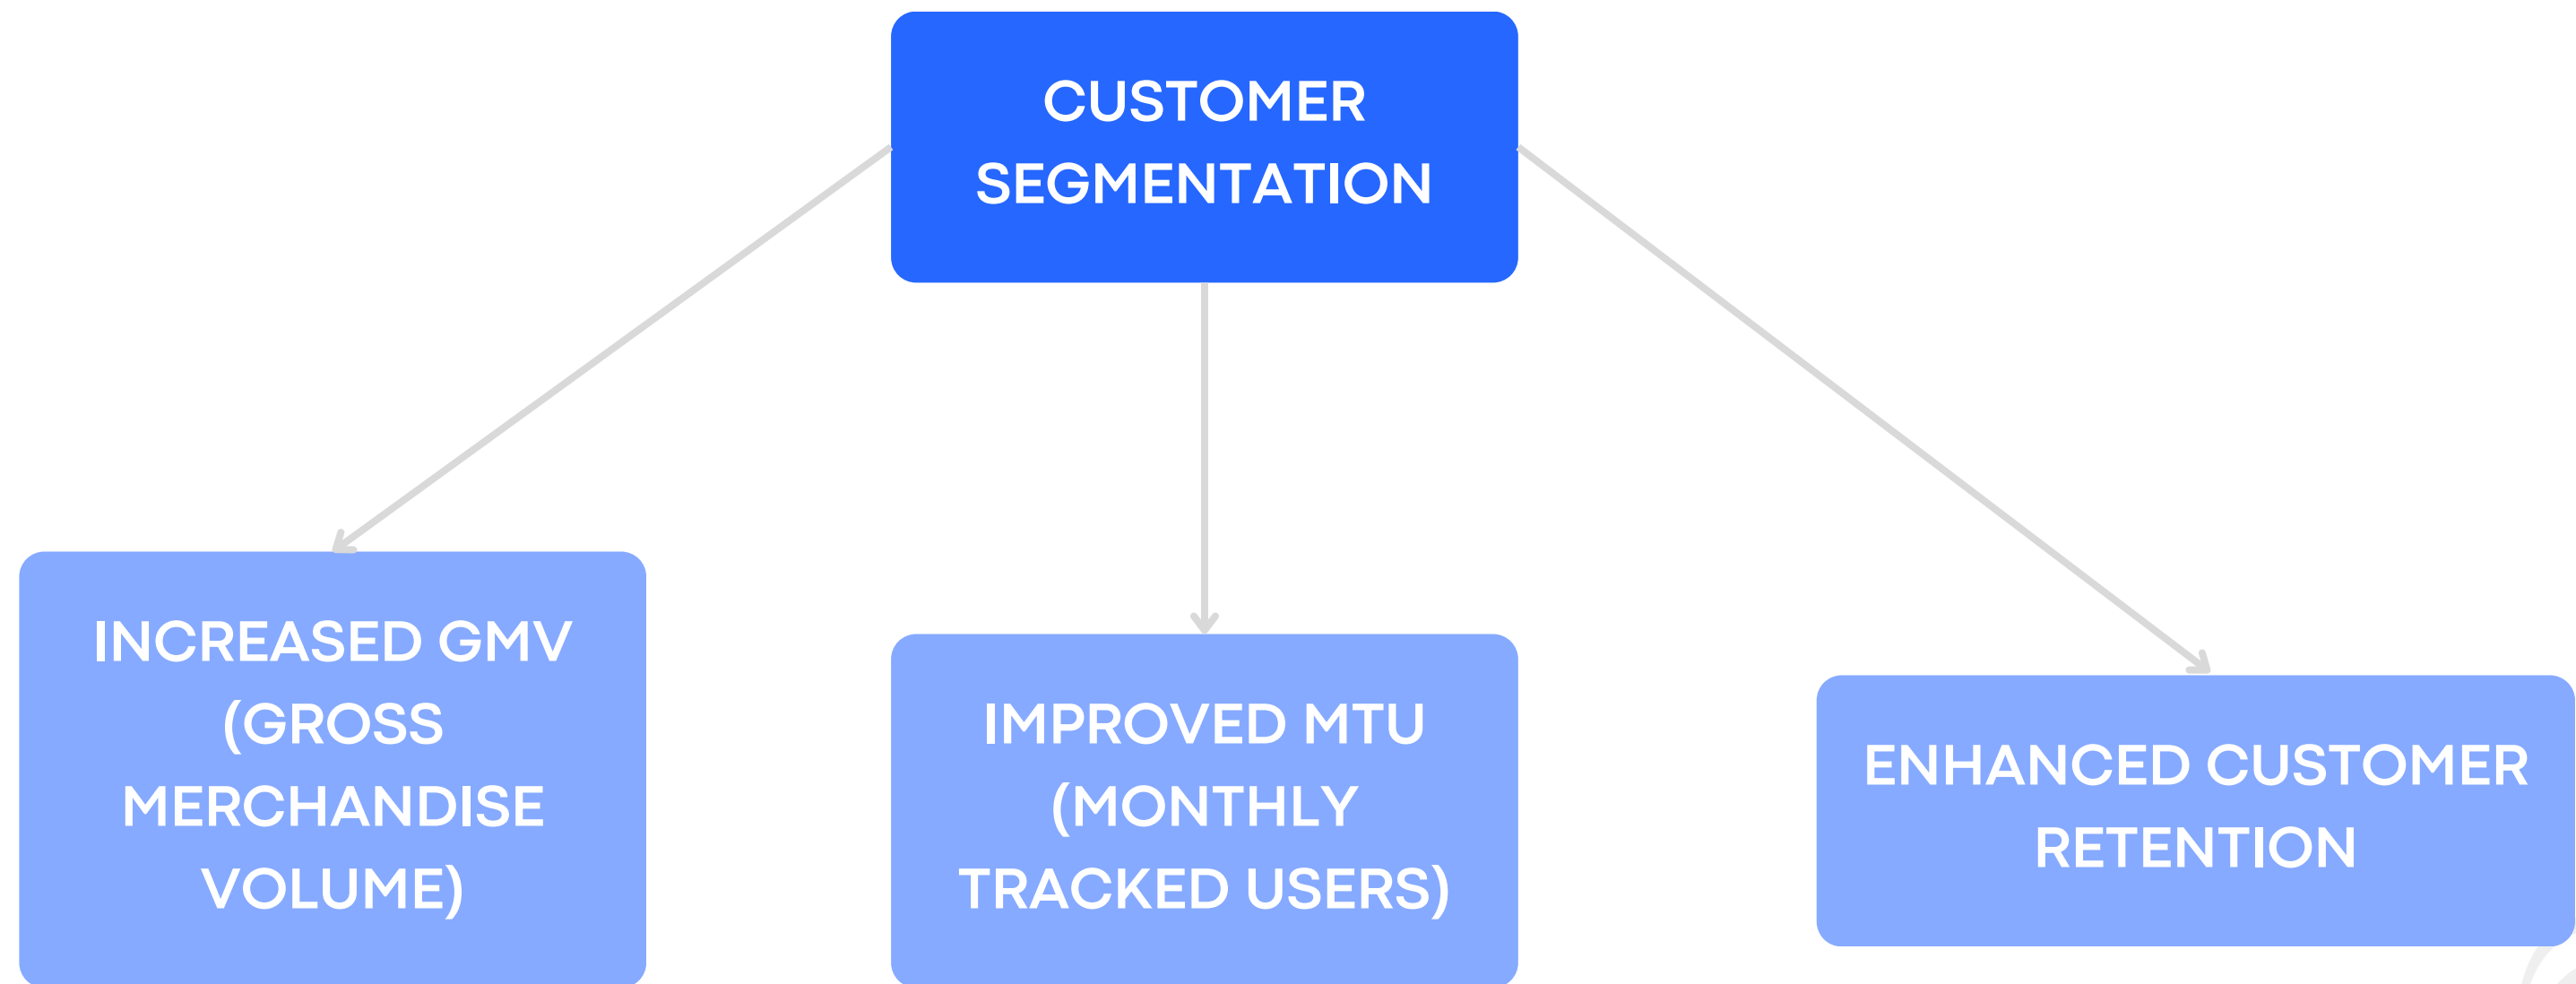 CUSTOMER
SEGMENTATION
INCREASED GMV
(GROSS
MERCHANDISE
VOLUME)
IMPROVED MTU
(MONTHLY
TRACKED USERS)
ENHANCED CUSTOMER
RETENTION